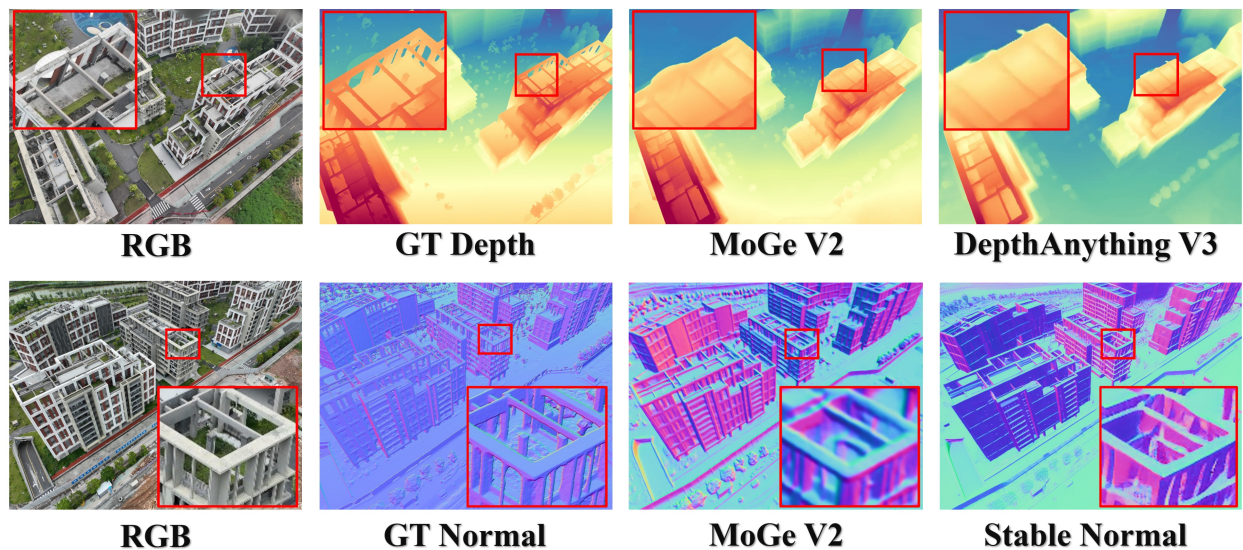 RGB
GT Depth
MoGe V2
DepthAnything V3
RGB
GT Normal
MoGe V2
Stable Normal